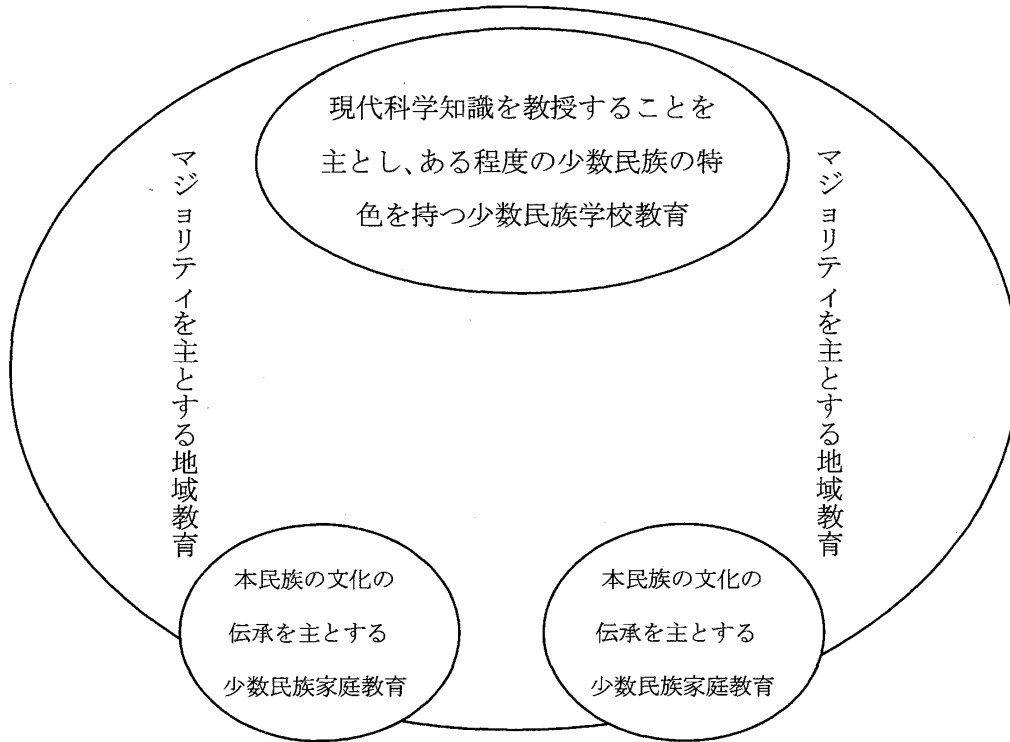 現代科学知識を教授することを
主とし、ある程度の少数民族の特
色を持つ少数民族学校教育
マジョリティを主とする地域教育
マジョリティを主とする地域教育
本民族の文化の
伝承を主とする
少数民族家庭教育
本民族の文化の
伝承を主とする
少数民族家庭教育